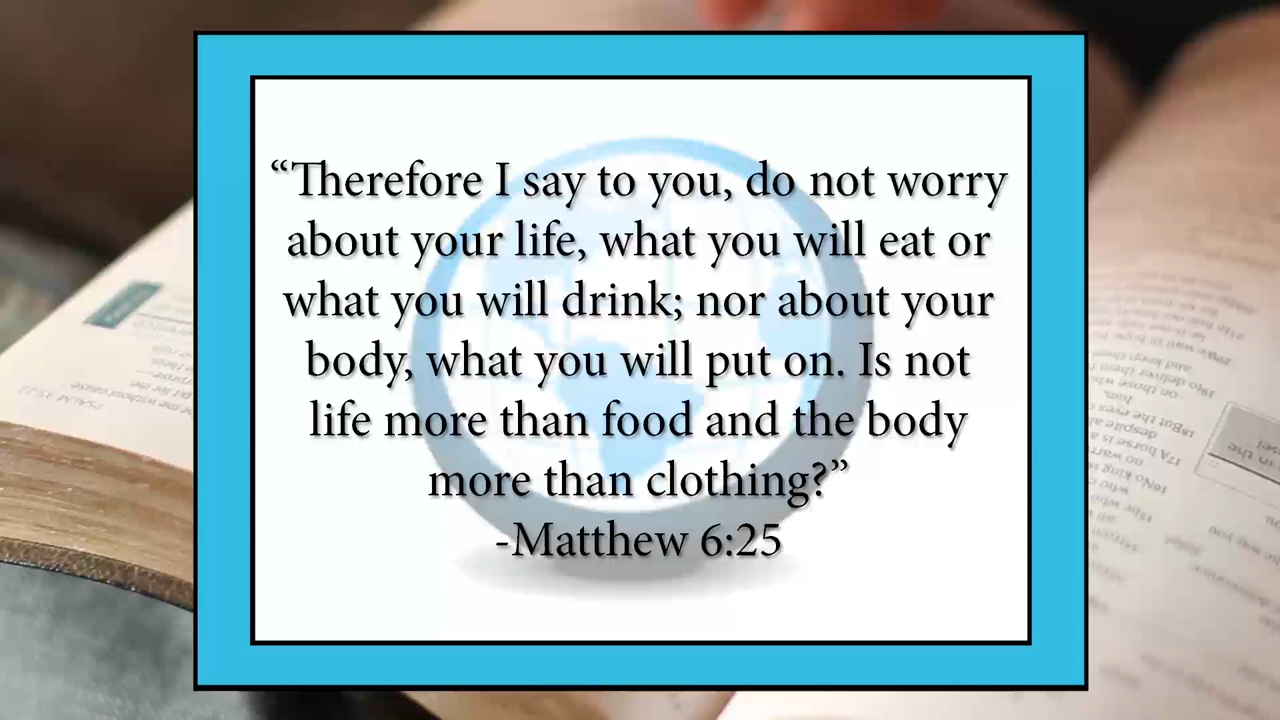 “Therefore I say to you, do not worry
about your life, what you will eat or
what you will drink; nor about your
body, what you will put on. Is not
life more than food and the body
more than clothing?”
-Matthew 6:25